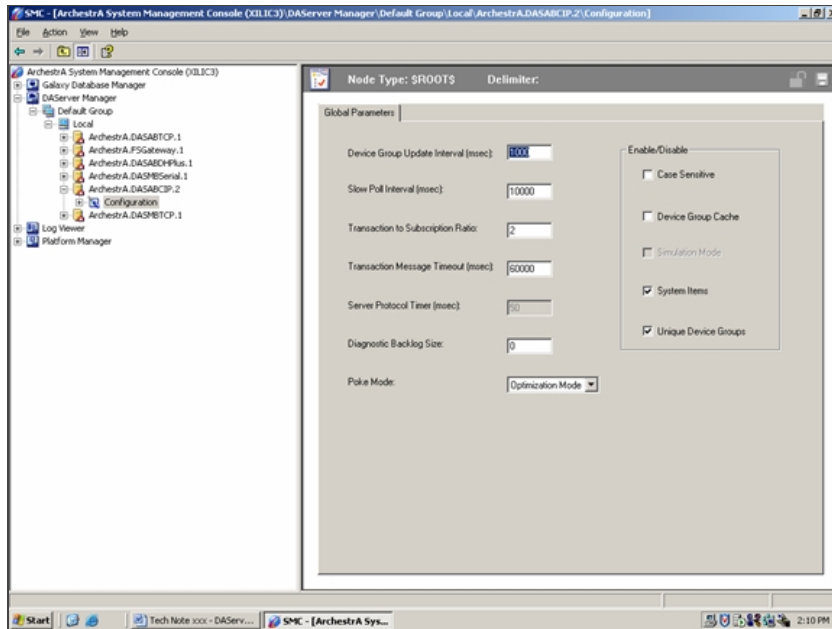 SMC - [ArchestrA System Management Console (XILIC3)\DAServer Manager\Default Group\Local\ArchestrA.DASABCIP.2\Configuration]
File Action View Help
ArchestrA System Management Console (XILIC3)
Galaxy Database Manager
DAServer Manager
Default Group
Local
ArchestrA.DASABTCP.1
ArchestrA.FSGateway.1
ArchestrA.DASABDHPlus.1
ArchestrA.DASMBSerial.1
ArchestrA.DASABCIP.2
Configuration
ArchestrA.DASMBTCP.1
Log Viewer
Platform Manager
Node Type: $ROOT$ Delimiter:
Global Parameters
Device Group Update Interval (msec): 1000
Slow Poll Interval (msec): 10000
Transaction to Subscription Ratio: 2
Transaction Message Timeout (msec): 60000
Server Protocol Timer (msec): 50
Diagnostic Backlog Size: 0
Poke Mode: Optimization Mode
Enable/Disable
Case Sensitive
Device Group Cache
Simulation Mode
System Items
Unique Device Groups
Start
Tech Note xxx - DAServ...
SMC - [ArchestrA Sys...
2:10 PM